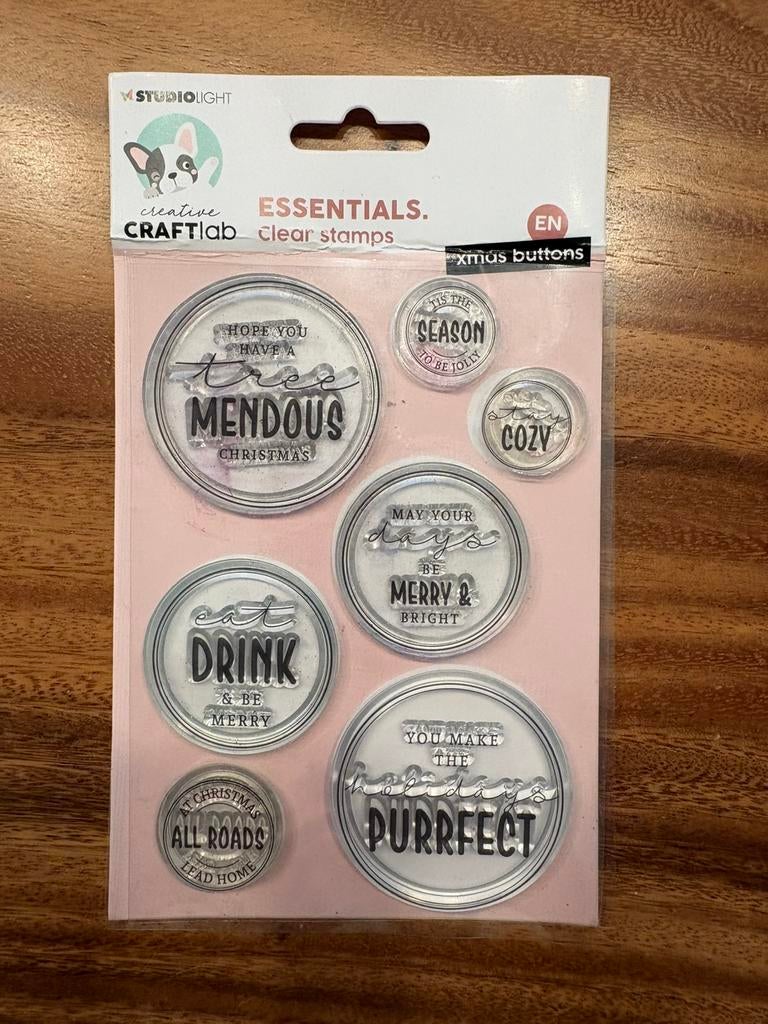 STUDIOLIGHT
creative
CRAFTlab
ESSENTIALS.
Clear stamps
EN
xmas buttons
HOPE YOU
HAVE A
tree
MENDOUS
CHRISTMAS
'TIS THE
SEASON
TO BE JOLLY
stay
COZY
MAY YOUR
days
BE
MERRY &
BRIGHT
eat
DRINK
& BE
MERRY
YOU MAKE
THE
holidays
PURRFECT
AT CHRISTMAS
ALL ROADS
LEAD HOME